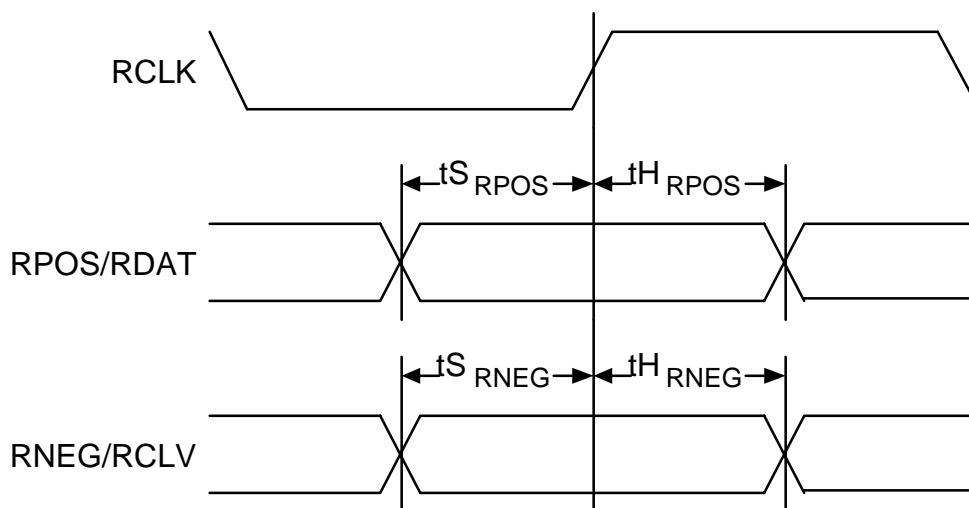 RCLK
tS RPOS tH RPOS
RPOS/RDAT
tS RNEG tH RNEG
RNEG/RCLV